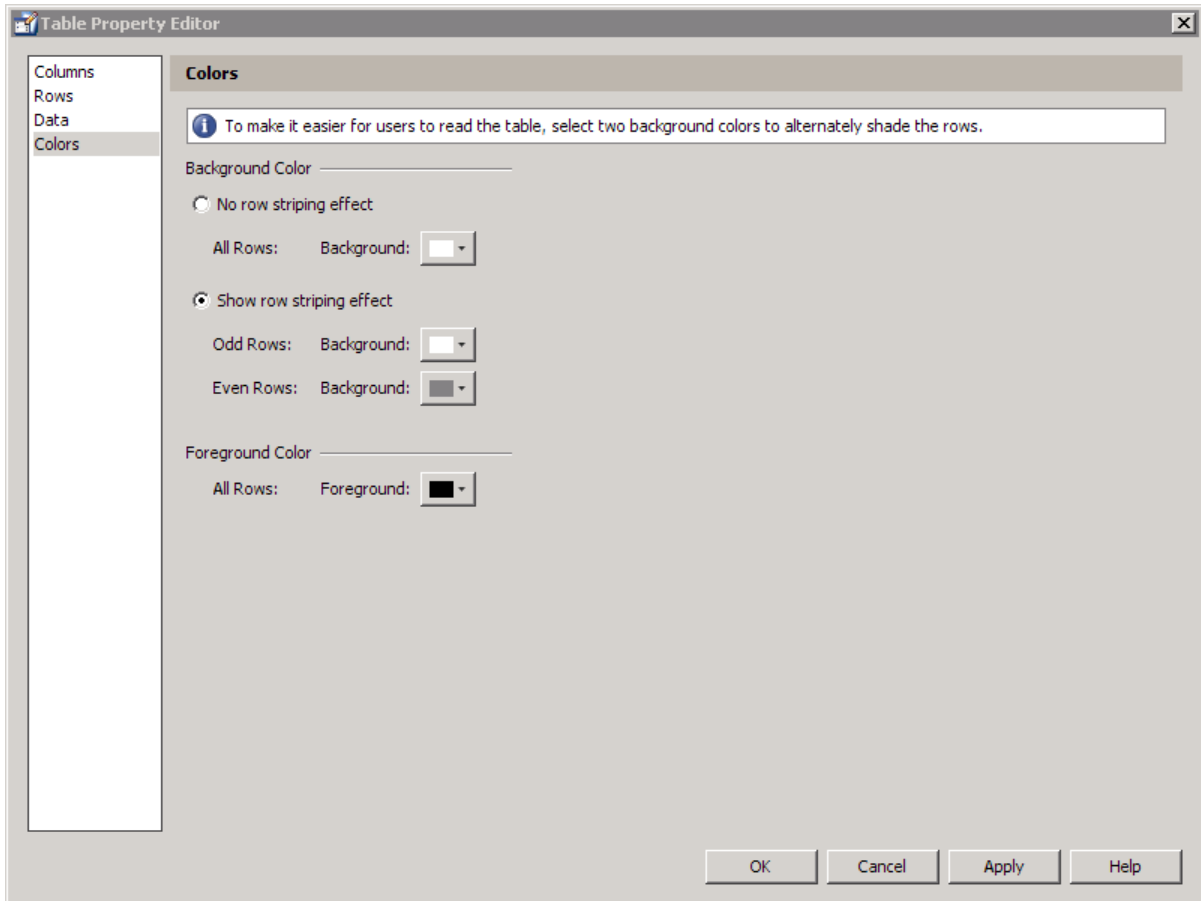 Table Property Editor
Columns
Rows
Data
Colors
Colors
To make it easier for users to read the table, select two background colors to alternately shade the rows.
Background Color
No row striping effect
All Rows: Background:
Show row striping effect
Odd Rows: Background:
Even Rows: Background:
Foreground Color
All Rows: Foreground:
OK Cancel Apply Help